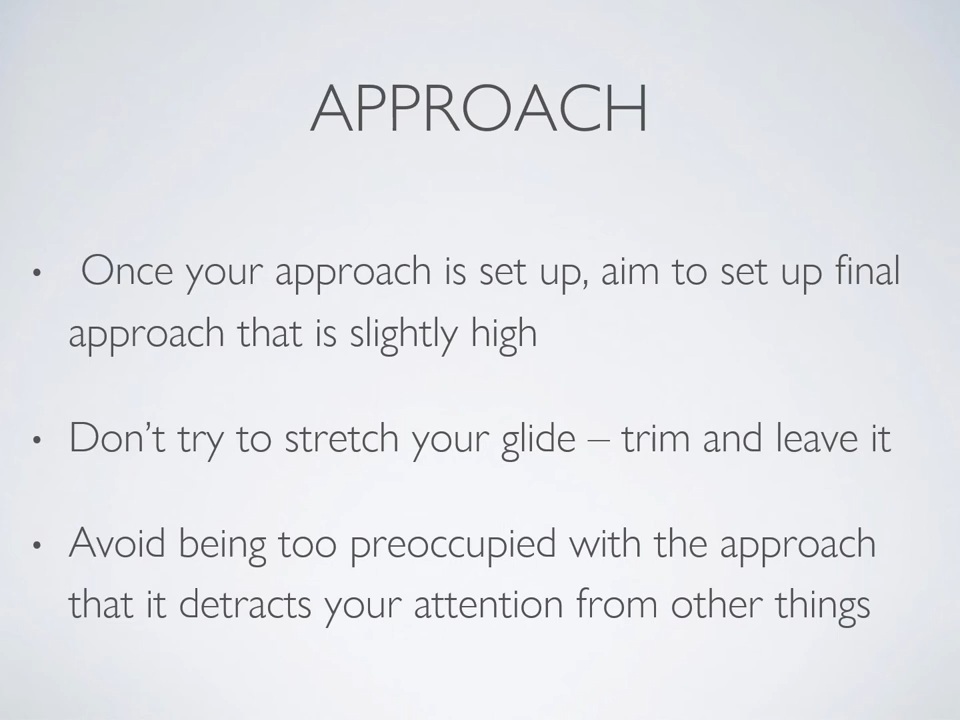 APPROACH
• Once your approach is set up, aim to set up final
approach that is slightly high
• Don’t try to stretch your glide – trim and leave it
• Avoid being too preoccupied with the approach
that it detracts your attention from other things